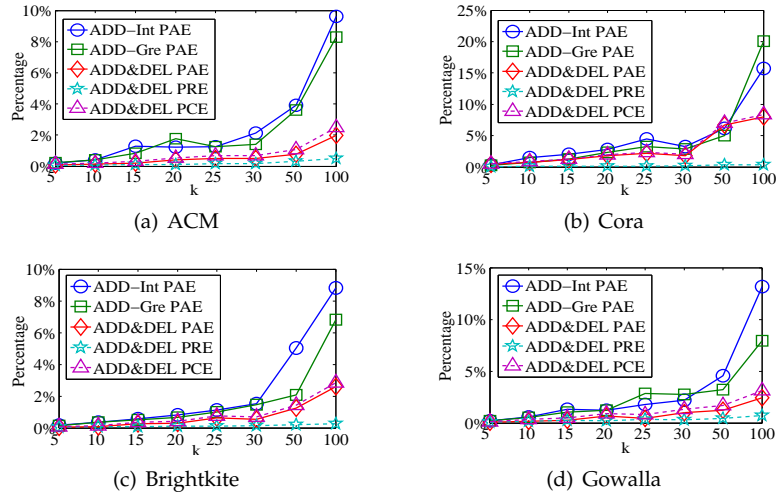 10%
8%
6%
4%
2%
0%
Percentage
ADD-Int PAE
ADD-Gre PAE
ADD&DEL PAE
ADD&DEL PRE
ADD&DEL PCE
5 10 15 20 25 30 50 100
k
(a) ACM
25%
20%
15%
10%
5%
0%
Percentage
ADD-Int PAE
ADD-Gre PAE
ADD&DEL PAE
ADD&DEL PRE
ADD&DEL PCE
5 10 15 20 25 30 50 100
k
(b) Cora
10%
8%
6%
4%
2%
0%
Percentage
ADD-Int PAE
ADD-Gre PAE
ADD&DEL PAE
ADD&DEL PRE
ADD&DEL PCE
5 10 15 20 25 30 50 100
k
(c) Brightkite
15%
10%
5%
0%
Percentage
ADD-Int PAE
ADD-Gre PAE
ADD&DEL PAE
ADD&DEL PRE
ADD&DEL PCE
5 10 15 20 25 30 50 100
k
(d) Gowalla